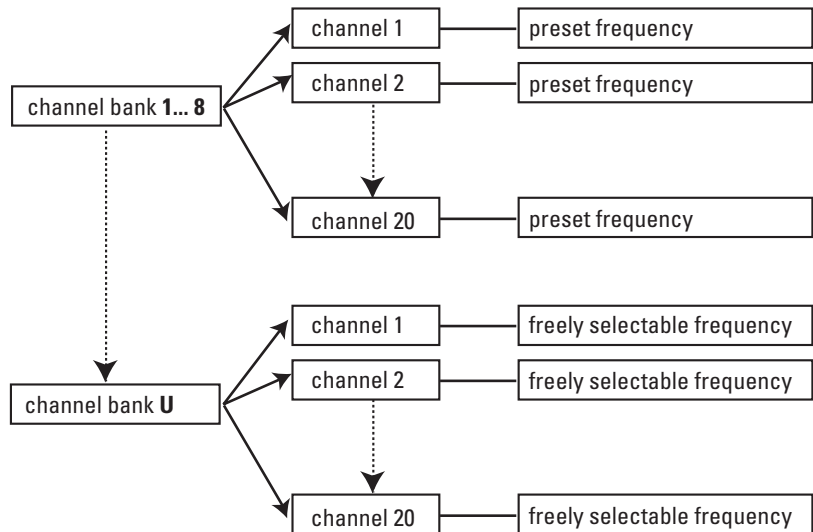 channel 1 preset frequency
channel 2 preset frequency
channel bank 1... 8
channel 20 preset frequency
channel 1 freely selectable frequency
channel 2 freely selectable frequency
channel bank U
channel 20 freely selectable frequency